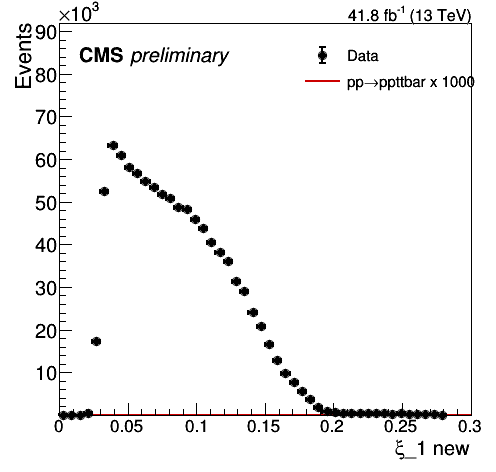 ×10³
41.8 fb⁻¹ (13 TeV)
Events
CMS preliminary
Data
pp→ppttbar x 1000
90
80
70
60
50
40
30
20
10
0
0.05
0.1
0.15
0.2
0.25
0.3
ξ_1 new